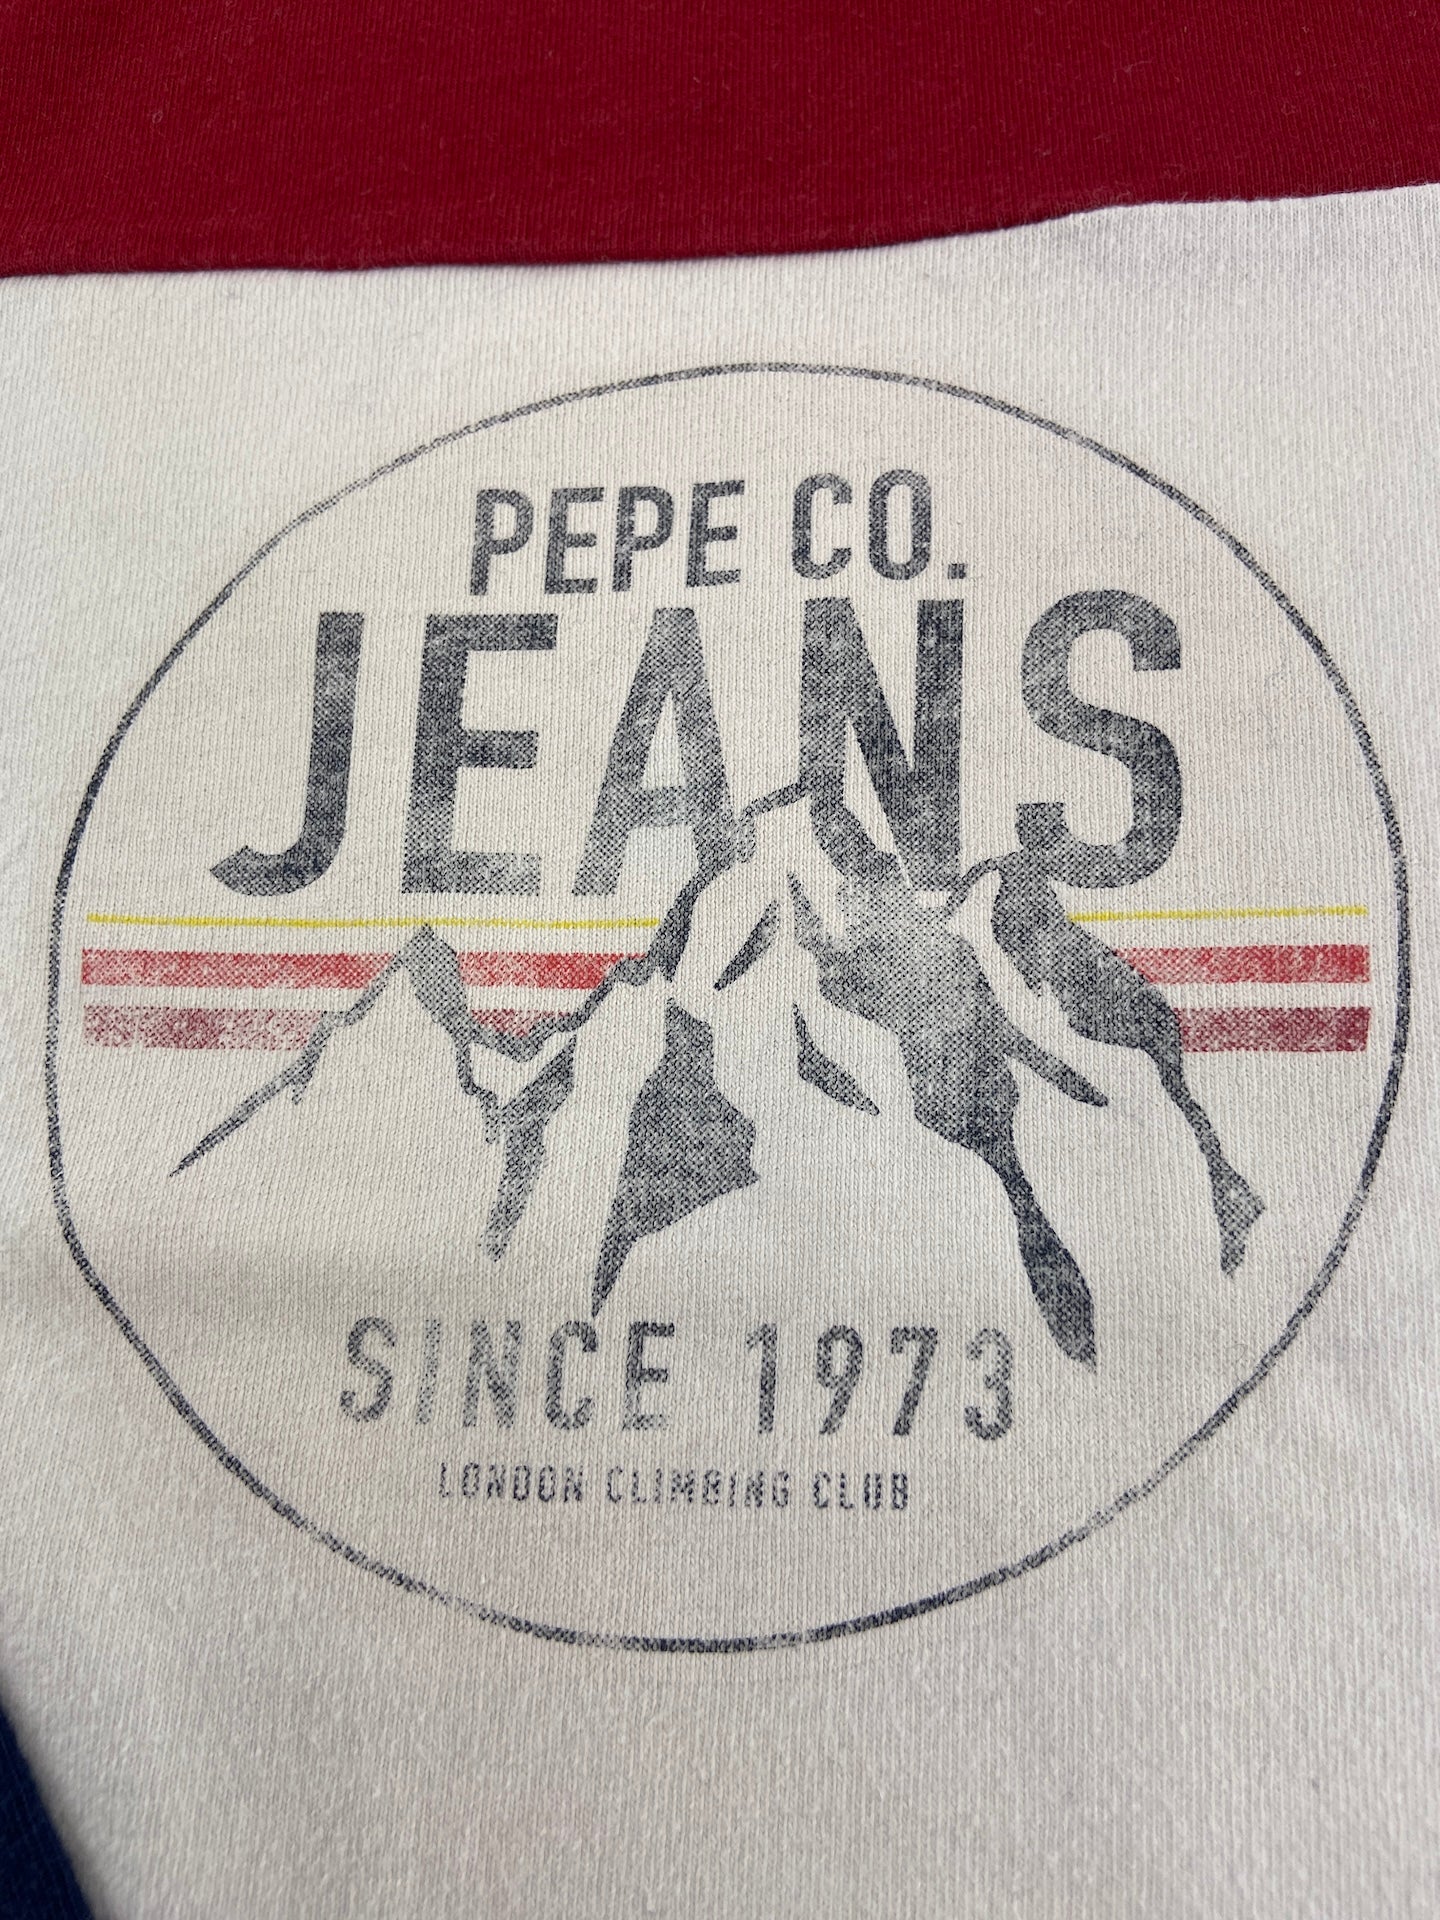 PEPE CO.
JEANS
SINCE 1973
LONDON CLIMBING CLUB